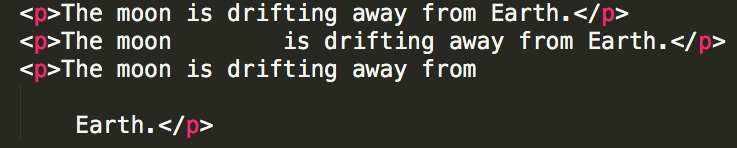 <p>The moon is drifting away from Earth.</p>
<p>The moon        is drifting away from Earth.</p>
<p>The moon is drifting away from
Earth.</p>